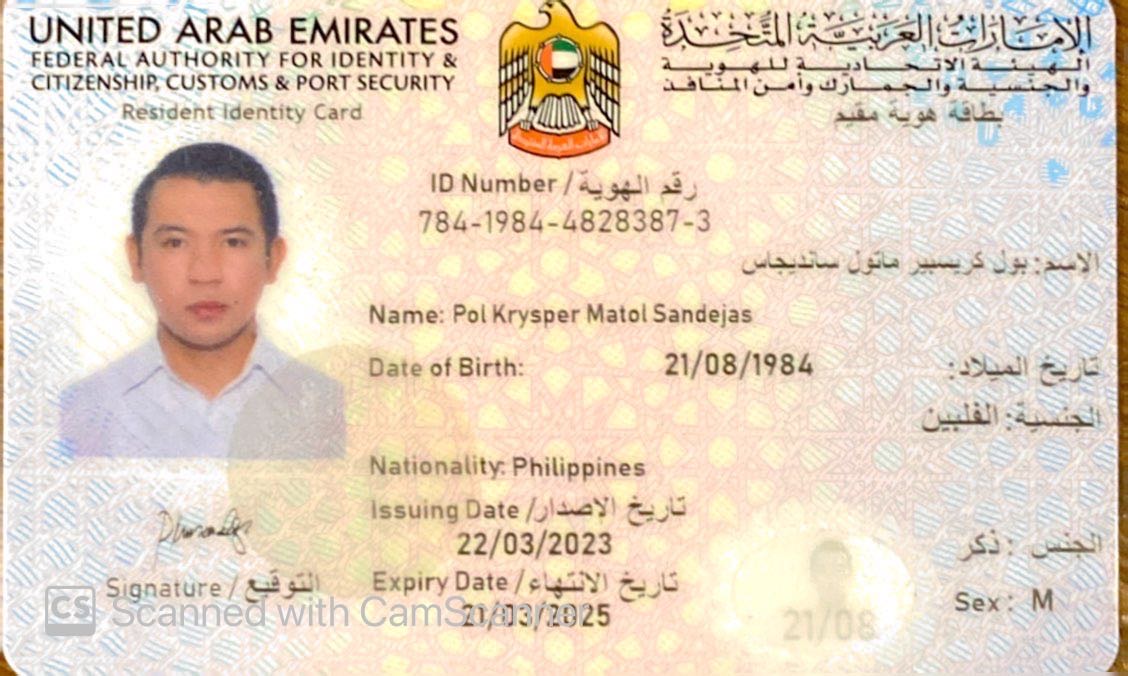 UNITED ARAB EMIRATES
الإمارات العربية المتحدة
FEDERAL AUTHORITY FOR IDENTITY &
الهيئة الاتحادية للهوية
CITIZENSHIP, CUSTOMS & PORT SECURITY
والجنسية والجمارك وأمن المنافذ
Resident Identity Card
بطاقة هوية مقيم
ID Number / رقم الهوية
784-1984-4828387-3
الاسم: بول كريسبير ماتول سانديجاس
Name: Pol Krysper Matol Sandejas
Date of Birth: 21/08/1984 تاريخ الميلاد:
الجنسية: الفلبين
Nationality: Philippines
Issuing Date / تاريخ الإصدار
22/03/2023
الجنس: ذكر
Expiry Date / تاريخ الانتهاء
21/03/2025
Sex: M
21/08
Signature / التوقيع
CS Scanned with CamScanner